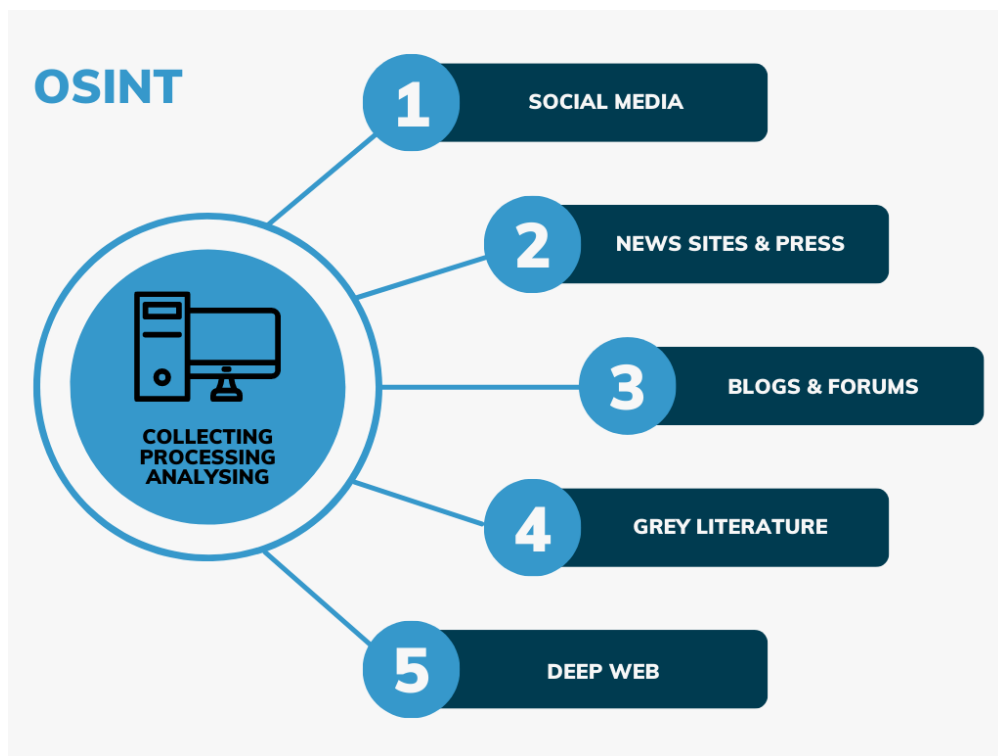 OSINT
1
SOCIAL MEDIA
2
NEWS SITES & PRESS
3
BLOGS & FORUMS
COLLECTING
PROCESSING
ANALYSING
4
GREY LITERATURE
5
DEEP WEB